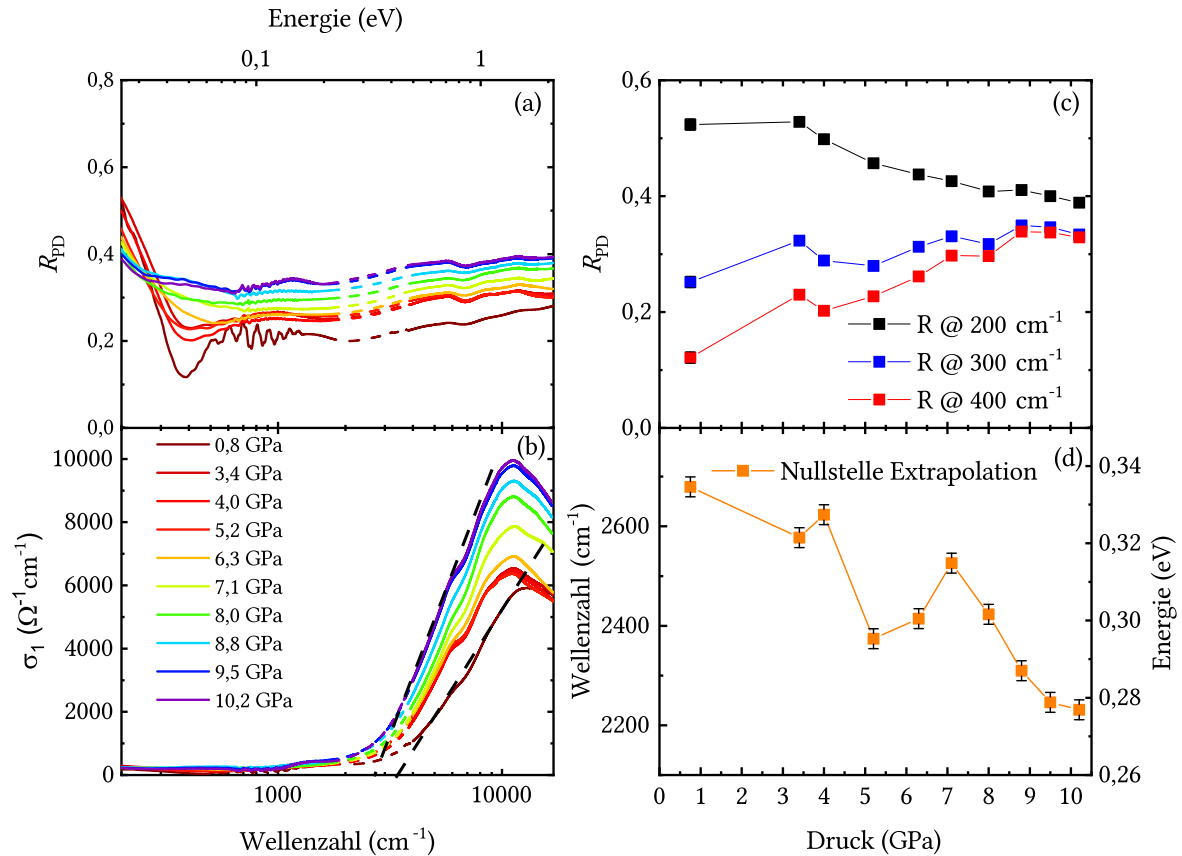 Energie (eV)
0,1 1
0,8
0,6
0,4
0,2
0,0
R_PD
(a)
10000
8000
6000
4000
2000
0
σ₁ (Ω⁻¹cm⁻¹)
(b)
0,8 GPa
3,4 GPa
4,0 GPa
5,2 GPa
6,3 GPa
7,1 GPa
8,0 GPa
8,8 GPa
9,5 GPa
10,2 GPa
1000 10000
Wellenzahl (cm⁻¹)
0,6
0,4
0,2
0,0
R_PD
(c)
R @ 200 cm⁻¹
R @ 300 cm⁻¹
R @ 400 cm⁻¹
2600
2400
2200
Wellenzahl (cm⁻¹)
(d)
Nullstelle Extrapolation
0,34
0,32
0,30
0,28
0,26
Energie (eV)
0 1 2 3 4 5 6 7 8 9 10
Druck (GPa)